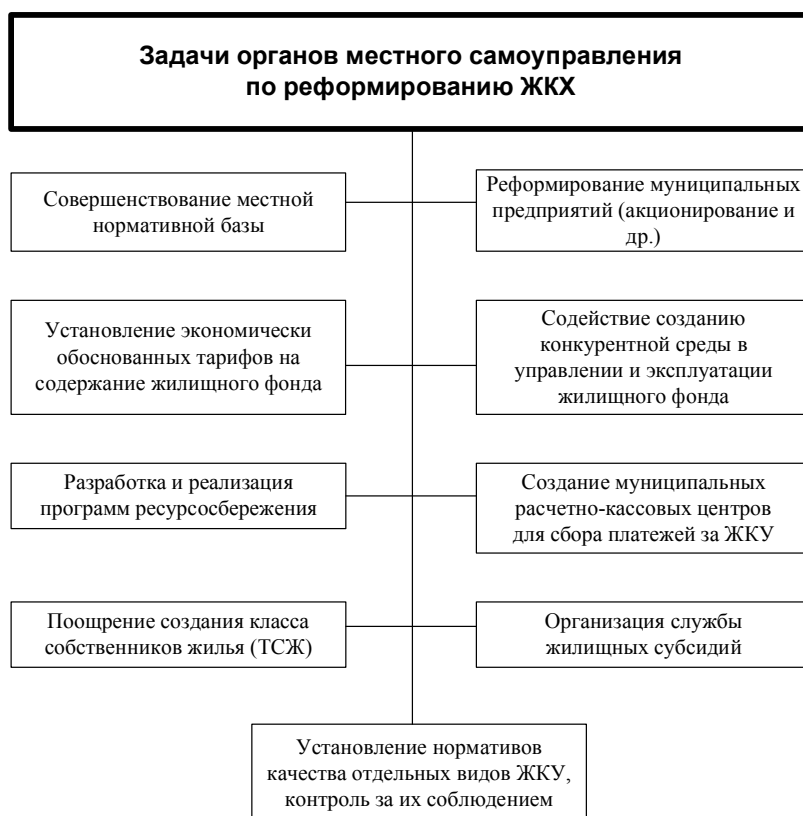 Задачи органов местного самоуправления
по реформированию ЖКХ
Совершенствование местной
нормативной базы
Реформирование муниципальных
предприятий (акционирование и
др.)
Установление экономически
обоснованных тарифов на
содержание жилищного фонда
Содействие созданию
конкурентной среды в
управлении и эксплуатации
жилищного фонда
Разработка и реализация
программ ресурсосбережения
Создание муниципальных
расчетно-кассовых центров
для сбора платежей за ЖКУ
Поощрение создания класса
собственников жилья (ТСЖ)
Организация службы
жилищных субсидий
Установление нормативов
качества отдельных видов ЖКУ,
контроль за их соблюдением